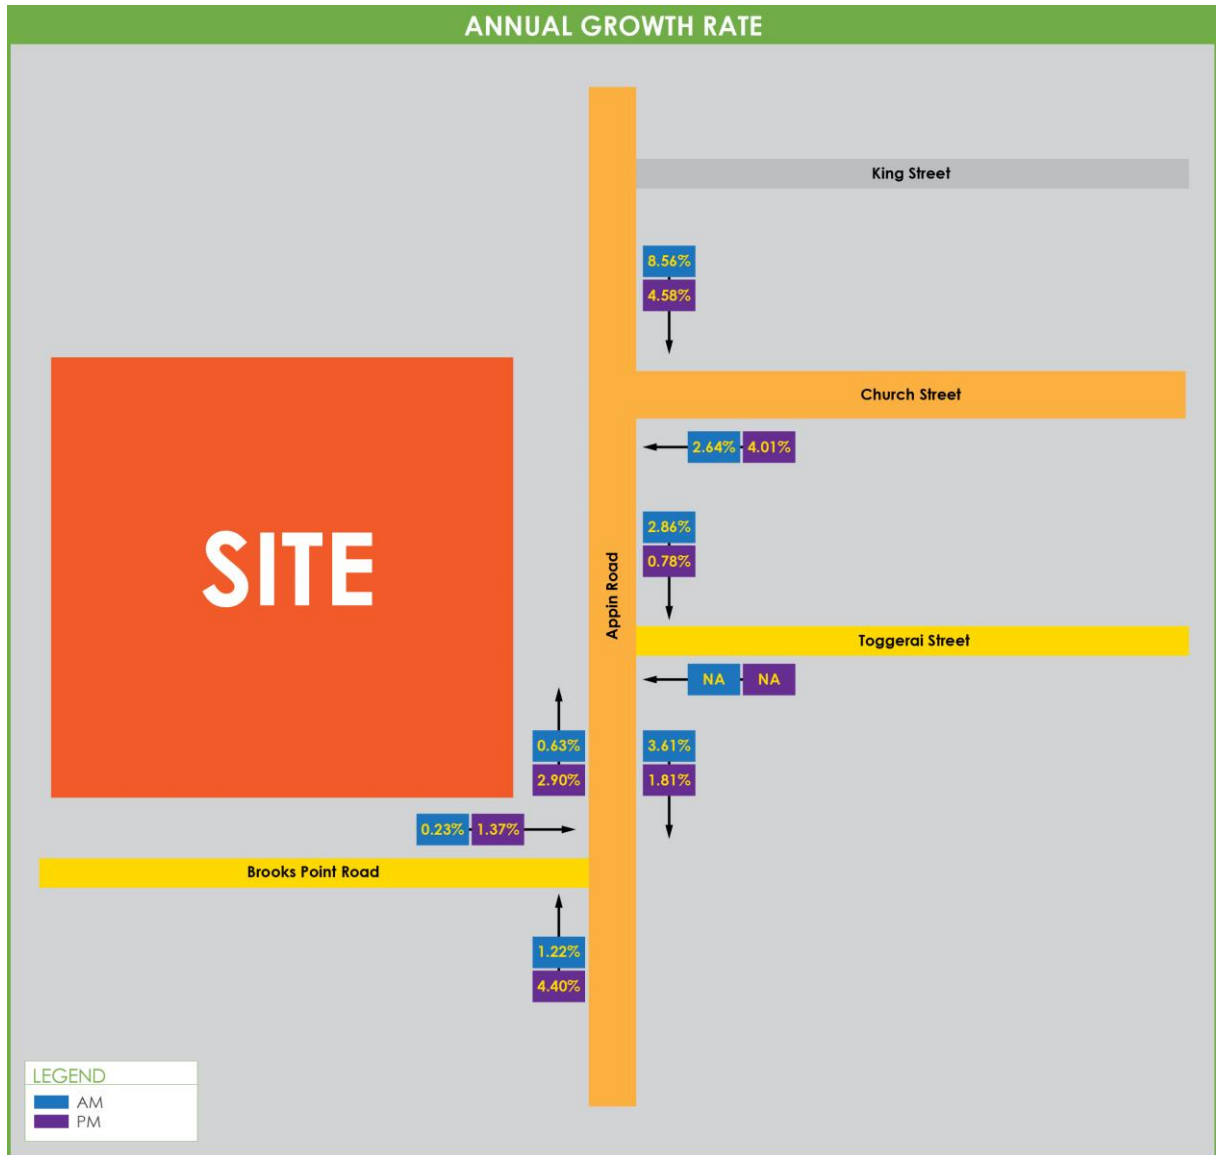 ANNUAL GROWTH RATE
King Street
8.56%
4.58%
Church Street
2.64% 4.01%
2.86%
0.78%
SITE
Appin Road
Toggerai Street
NA NA
0.63% 3.61%
2.90% 1.81%
0.23% 1.37%
Brooks Point Road
1.22%
4.40%
LEGEND
AM
PM